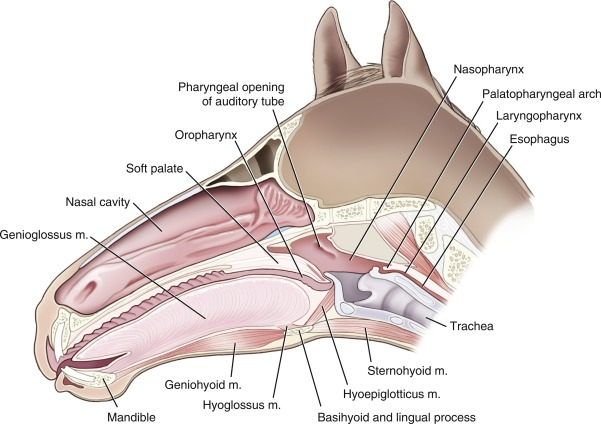 Nasopharynx
Pharyngeal opening
of auditory tube
Palatopharyngeal arch
Laryngopharynx
Oropharynx
Esophagus
Soft palate
Nasal cavity
Genioglossus m.
Trachea
Sternohyoid m.
Geniohyoid m.
Hyoepiglotticus m.
Hyoglossus m.
Mandible
Basihyoid and lingual process